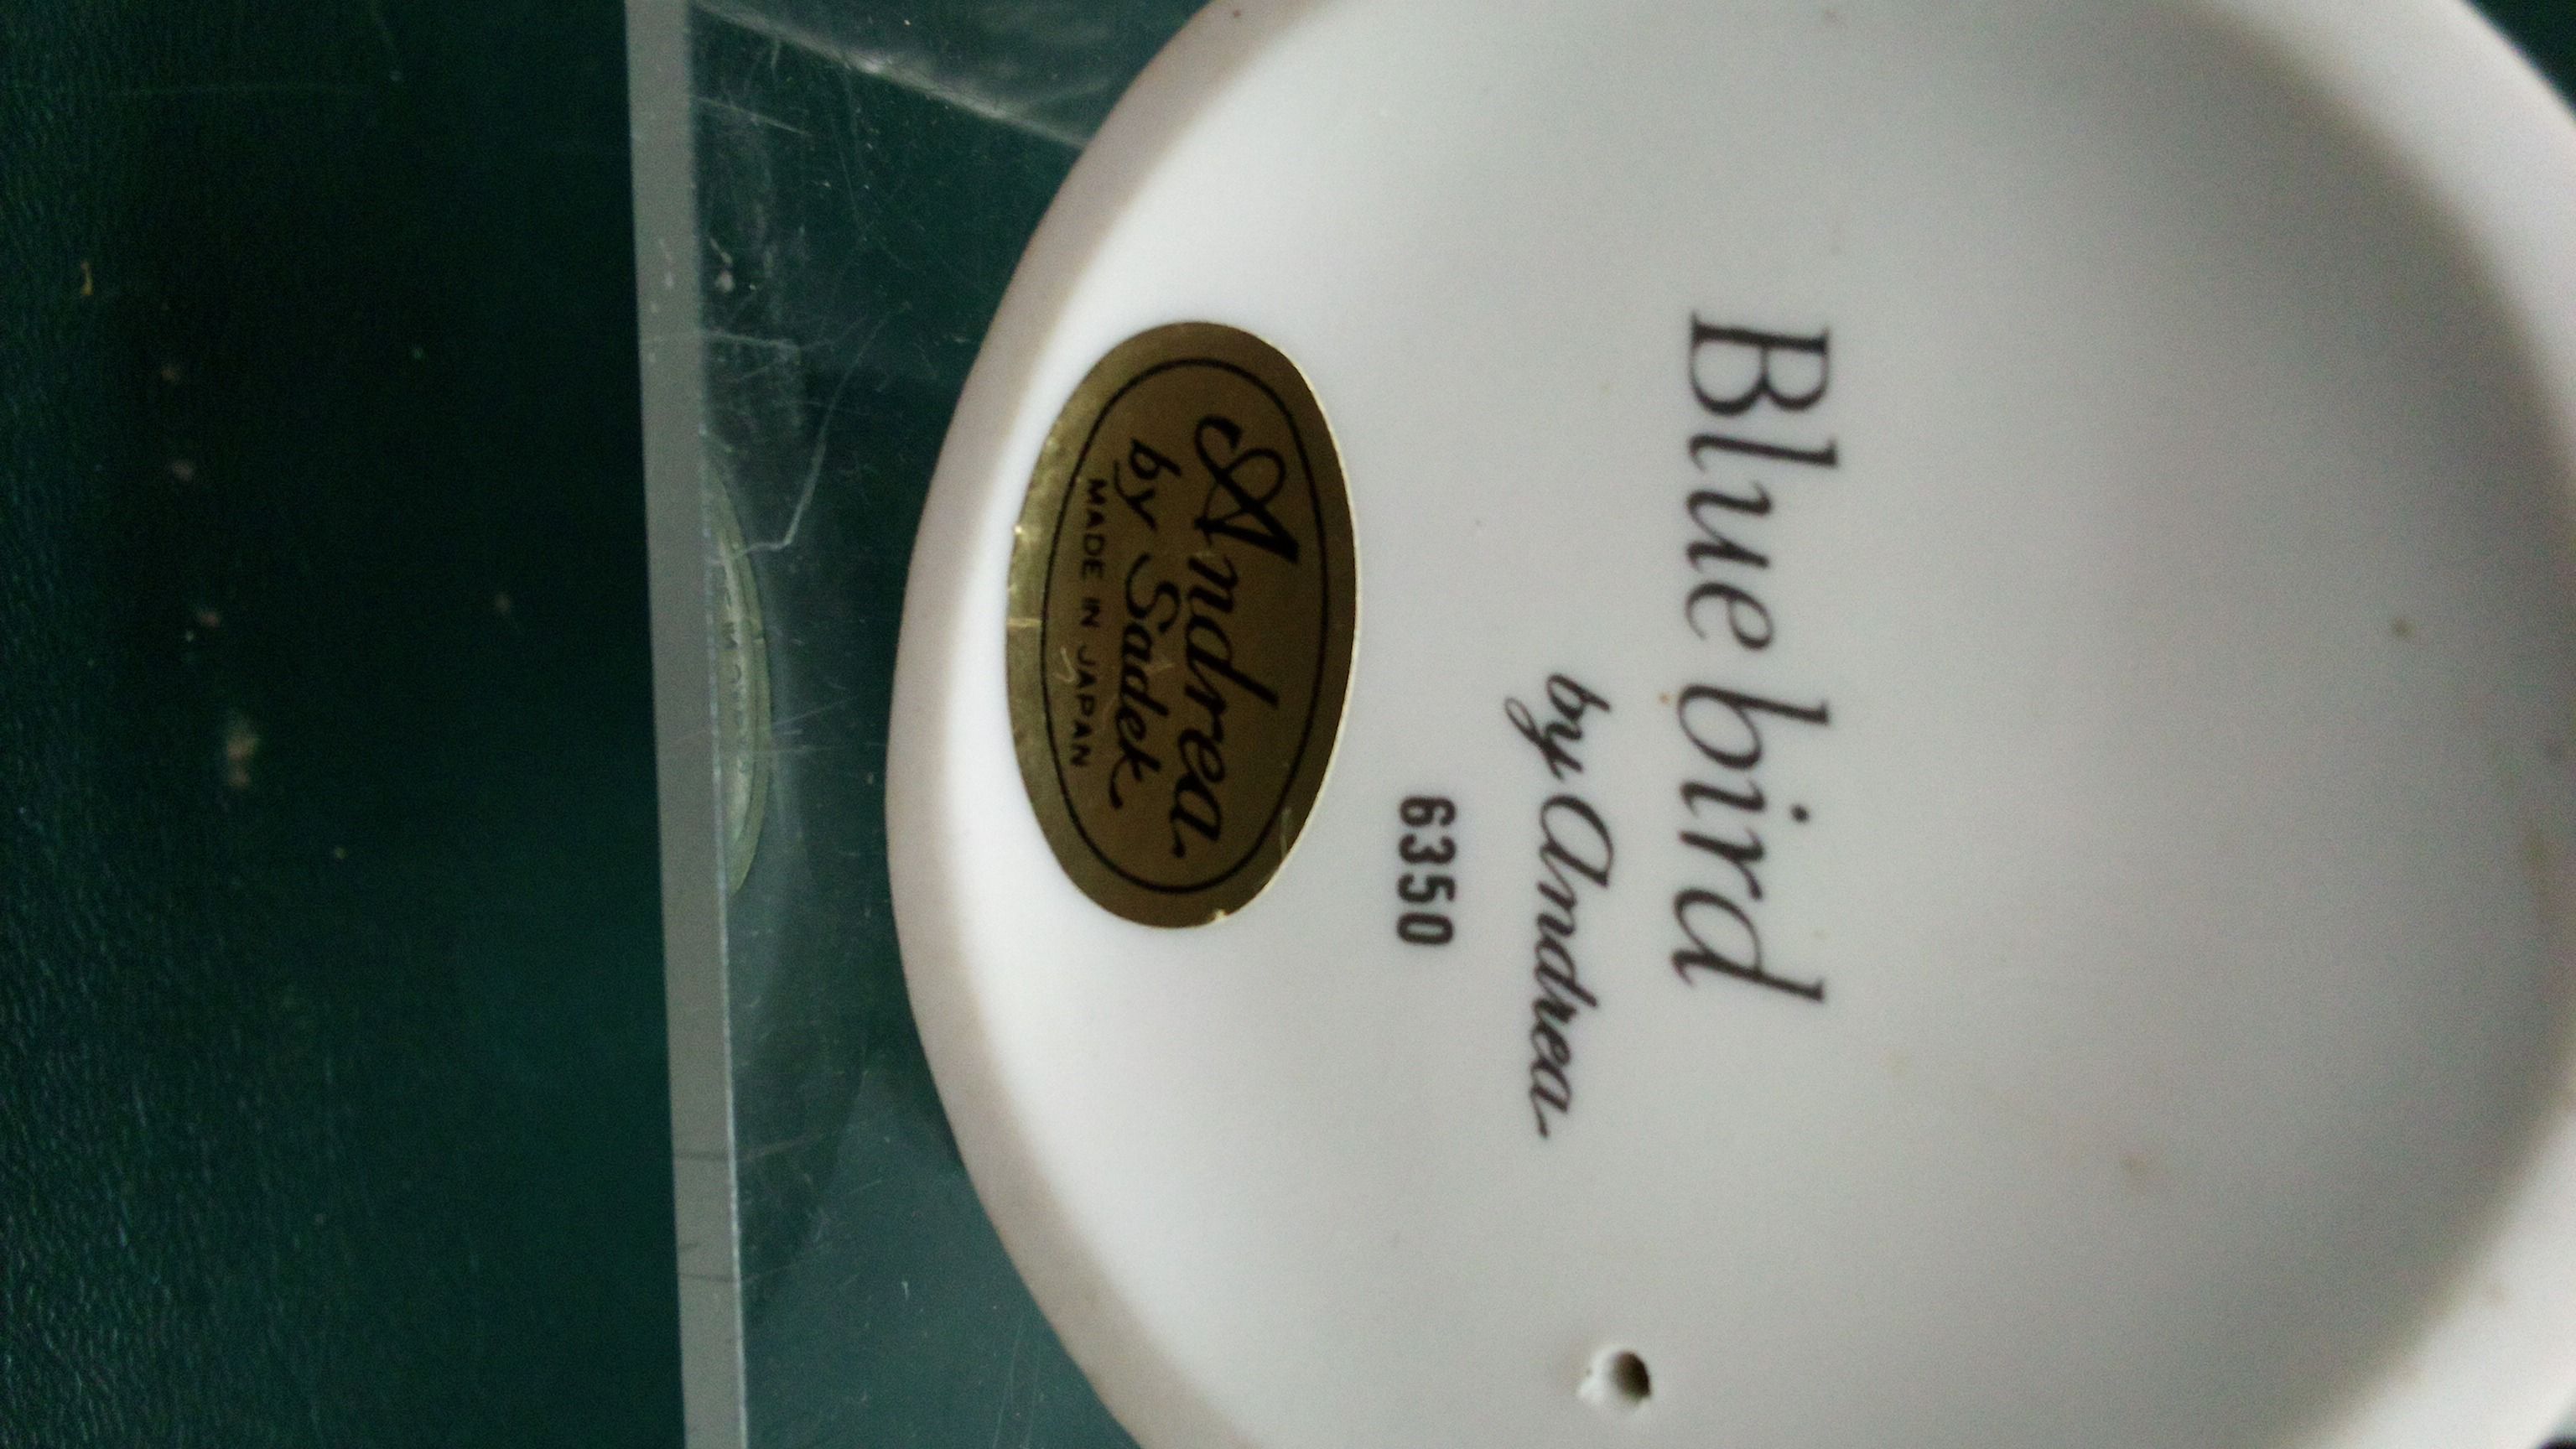 Blue bird
by Andrea
6350
Andrea
by Sadek
MADE IN JAPAN